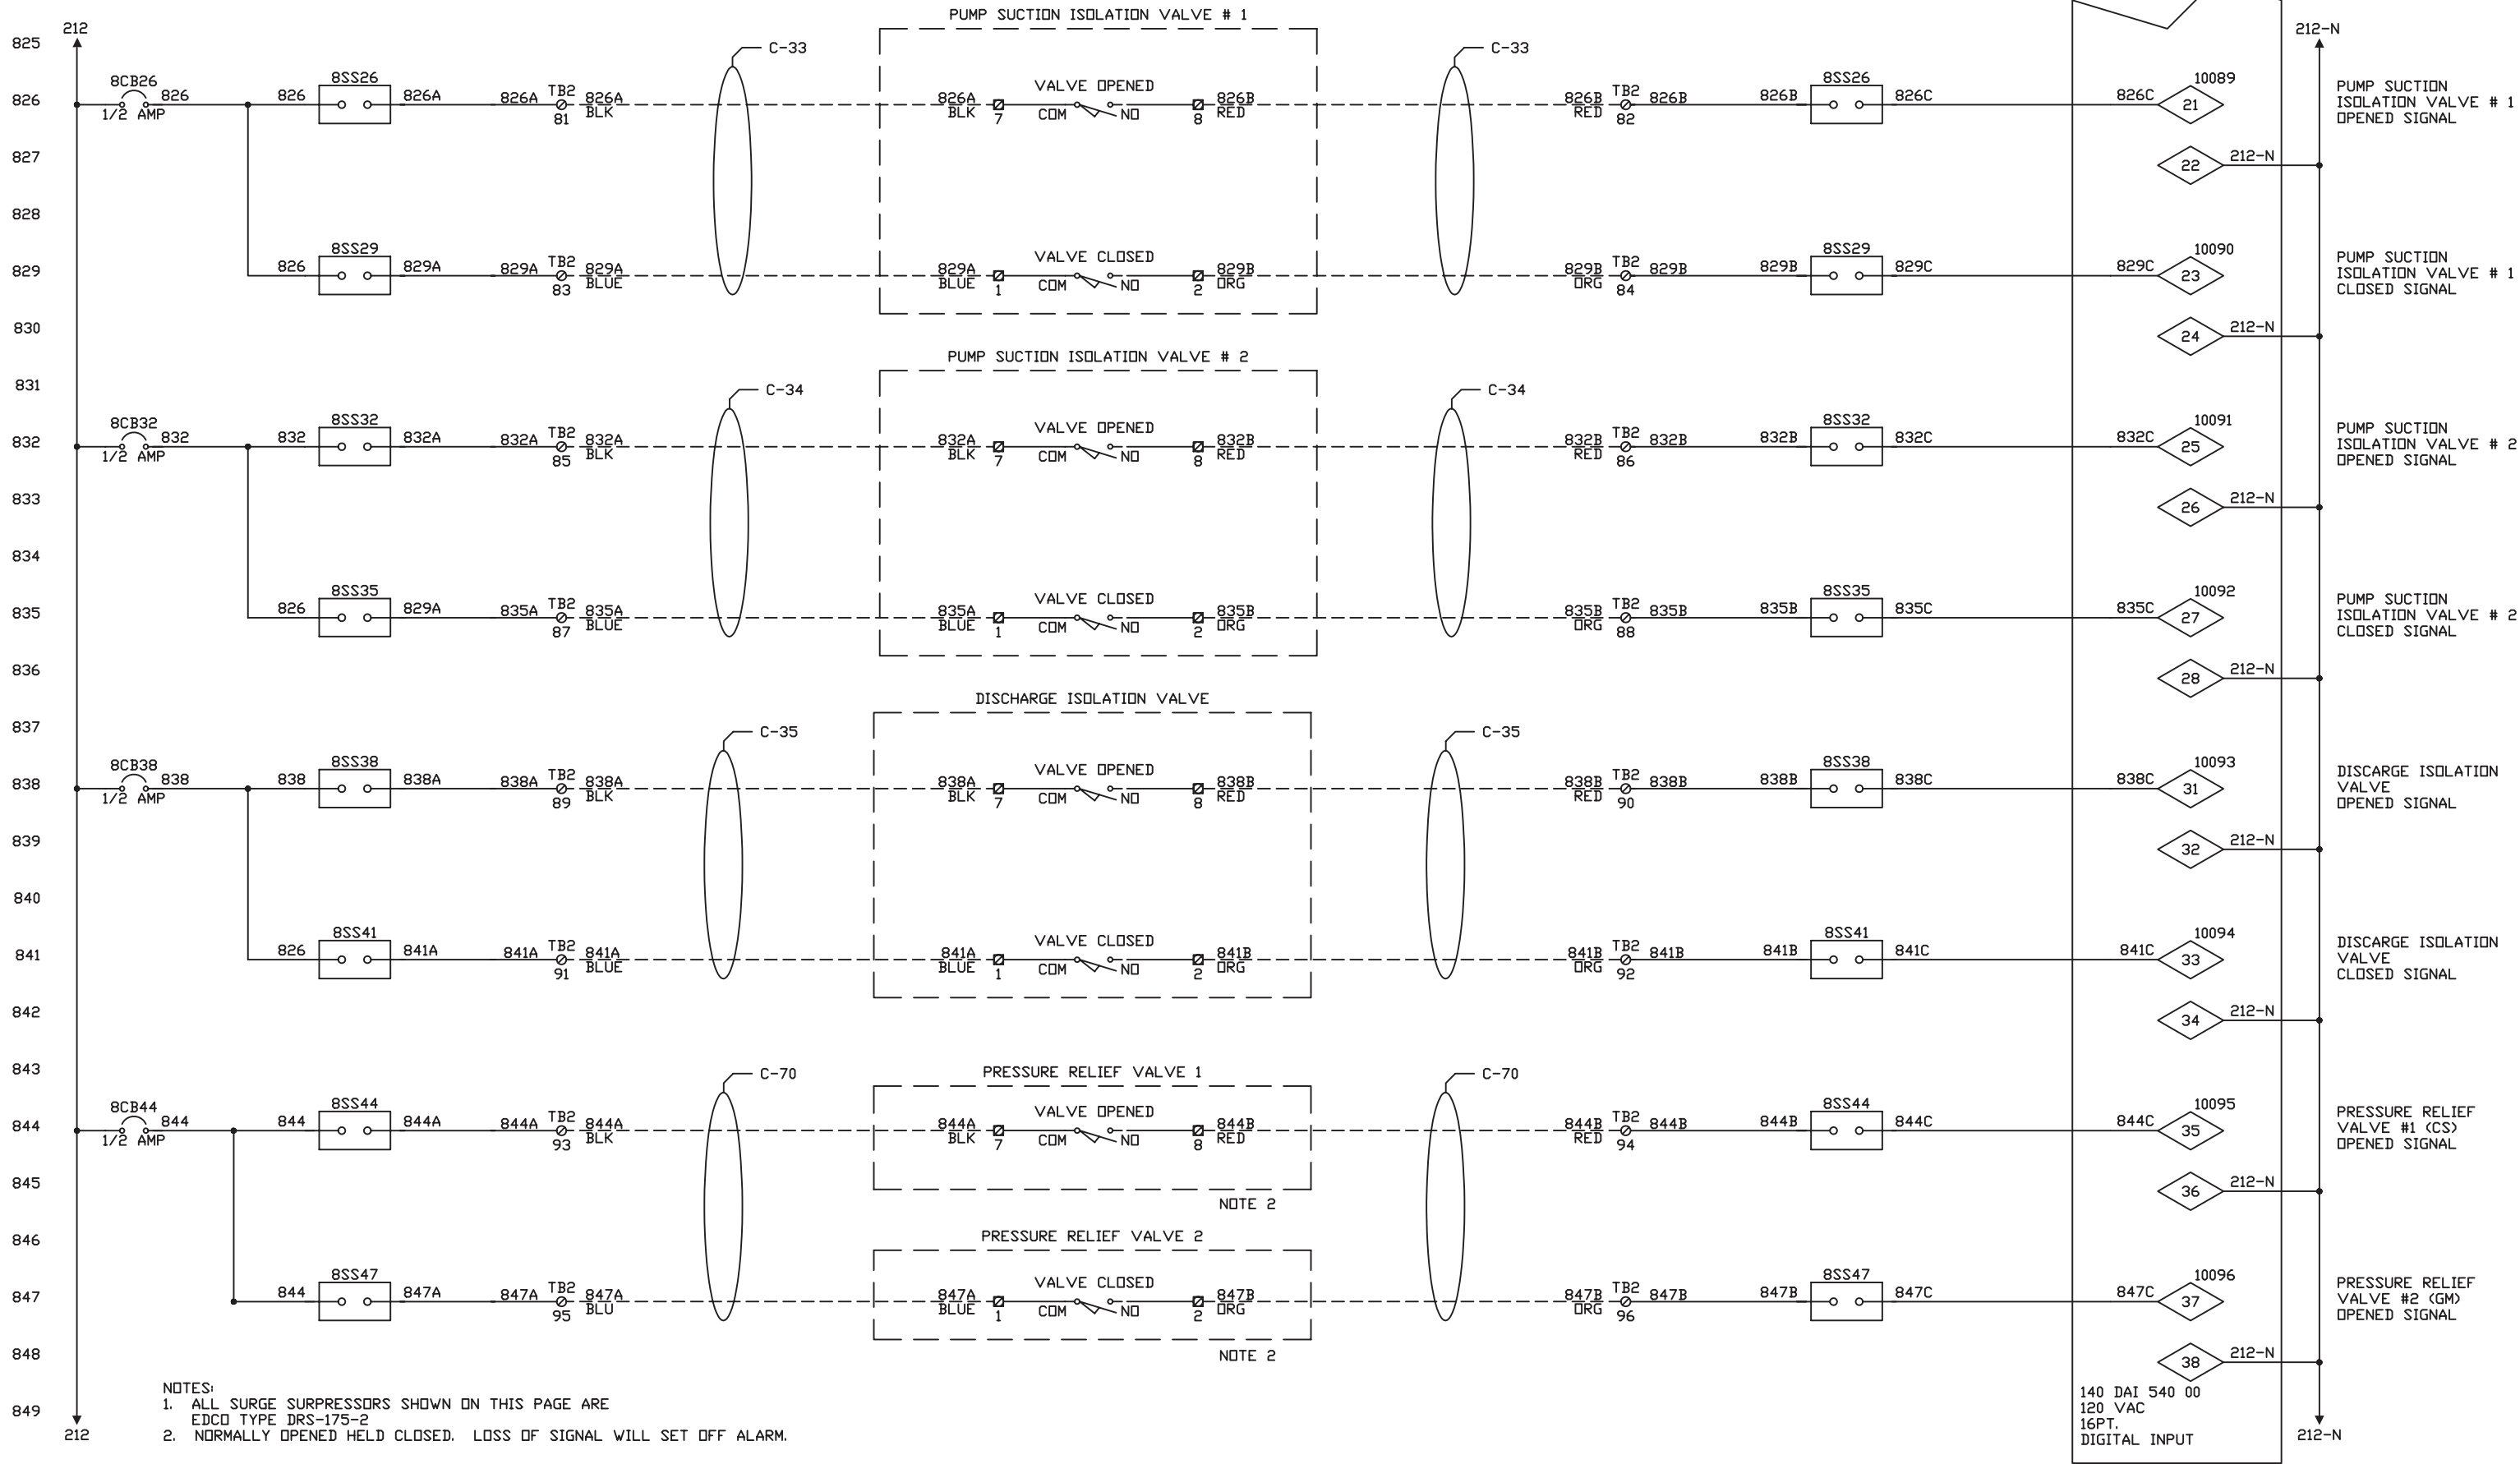 PUMP SUCTION ISOLATION VALVE # 1
825 212 C-33 C-33 212-N
8CB26 826 8SS26 VALVE OPENED 8SS26 10089 PUMP SUCTION
826 826 826A 826A TB2 826A 826A 826B 826B TB2 826B 826B 826C 826C 21 ISOLATION VALVE # 1
1/2 AMP 81 BLK BLK 7 COM NO 8 RED RED 82 OPENED SIGNAL
827 22 212-N
828
8SS29 VALVE CLOSED 8SS29 10090 PUMP SUCTION
829 826 829A 829A TB2 829A 829A 829B 829B TB2 829B 829B 829C 829C 23 ISOLATION VALVE # 1
83 BLUE BLUE 1 COM NO 2 ORG ORG 84 CLOSED SIGNAL
830 24 212-N
PUMP SUCTION ISOLATION VALVE # 2
831 C-34 C-34
8CB32 832 8SS32 VALVE OPENED 8SS32 10091 PUMP SUCTION
832 832 832A 832A TB2 832A 832A 832B 832B TB2 832B 832B 832C 832C 25 ISOLATION VALVE # 2
1/2 AMP 85 BLK BLK 7 COM NO 8 RED RED 86 OPENED SIGNAL
833 26 212-N
834
8SS35 VALVE CLOSED 8SS35 10092 PUMP SUCTION
835 826 829A 835A TB2 835A 835A 835B 835B TB2 835B 835B 835C 835C 27 ISOLATION VALVE # 2
87 BLUE BLUE 1 COM NO 2 ORG ORG 88 CLOSED SIGNAL
836 28 212-N
DISCHARGE ISOLATION VALVE
837 C-35 C-35
8CB38 838 8SS38 VALVE OPENED 8SS38 10093 DISCARGE ISOLATION
838 838 838A 838A TB2 838A 838A 838B 838B TB2 838B 838B 838C 838C 31 VALVE
1/2 AMP 89 BLK BLK 7 COM NO 8 RED RED 90 OPENED SIGNAL
839 32 212-N
840
8SS41 VALVE CLOSED 8SS41 10094 DISCARGE ISOLATION
841 826 841A 841A TB2 841A 841A 841B 841B TB2 841B 841B 841C 841C 33 VALVE
91 BLUE BLUE 1 COM NO 2 ORG ORG 92 CLOSED SIGNAL
842 34 212-N
843 C-70 PRESSURE RELIEF VALVE 1 C-70
8CB44 844 8SS44 VALVE OPENED 8SS44 10095 PRESSURE RELIEF
844 844 844A 844A TB2 844A 844A 844B 844B TB2 844B 844B 844C 844C 35 VALVE #1 (CS)
1/2 AMP 93 BLK BLK 7 COM NO 8 RED RED 94 OPENED SIGNAL
845 36 212-N
NOTE 2
846 PRESSURE RELIEF VALVE 2
8SS47 VALVE CLOSED 8SS47 10096 PRESSURE RELIEF
847 844 847A 847A TB2 847A 847A 847B 847B TB2 847B 847B 847C 847C 37 VALVE #2 (GM)
95 BLU BLUE 1 COM NO 2 ORG ORG 96 OPENED SIGNAL
848 NOTE 2 38 212-N
849
212
NOTES:
1. ALL SURGE SURPRESSORS SHOWN ON THIS PAGE ARE
EDCO TYPE DRS-175-2
2. NORMALLY OPENED HELD CLOSED. LOSS OF SIGNAL WILL SET OFF ALARM.
140 DAI 540 00
120 VAC
16PT.
DIGITAL INPUT
212-N